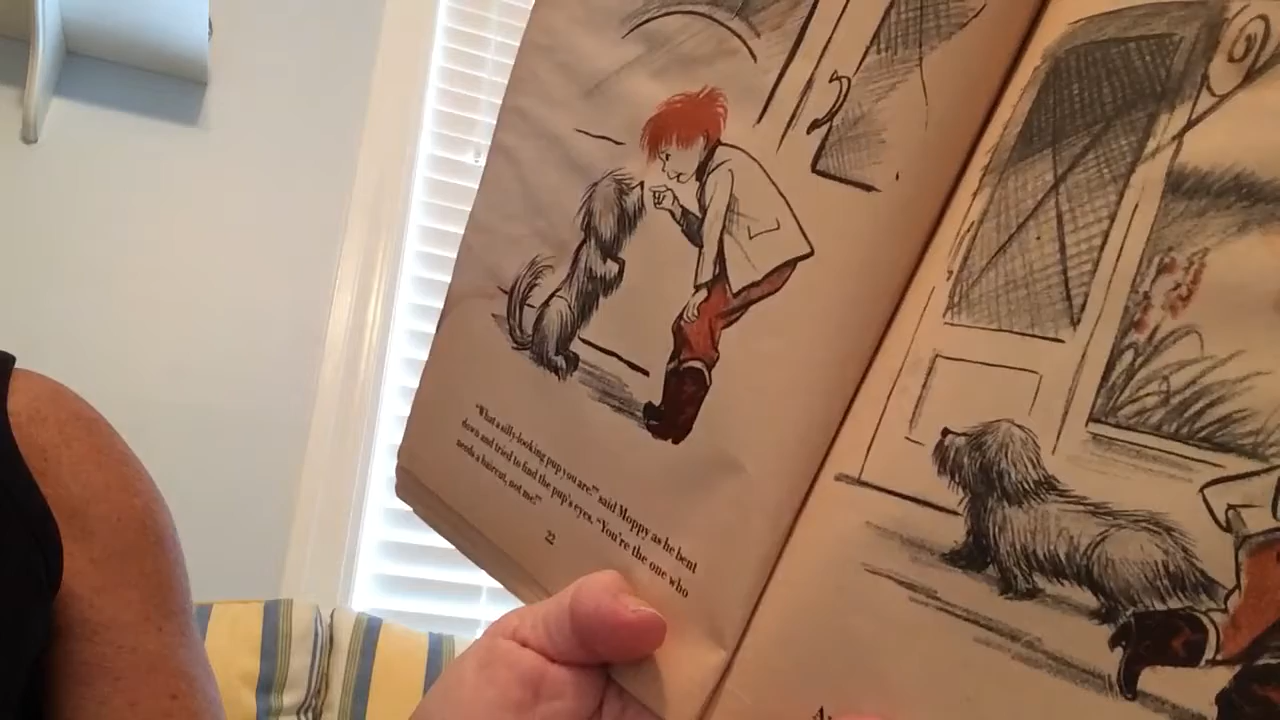 "What a silly-looking pup you are!" said Moppy as he bent
down and tried to find the pup's eyes. "You're the one who
needs a haircut, not me!"
22